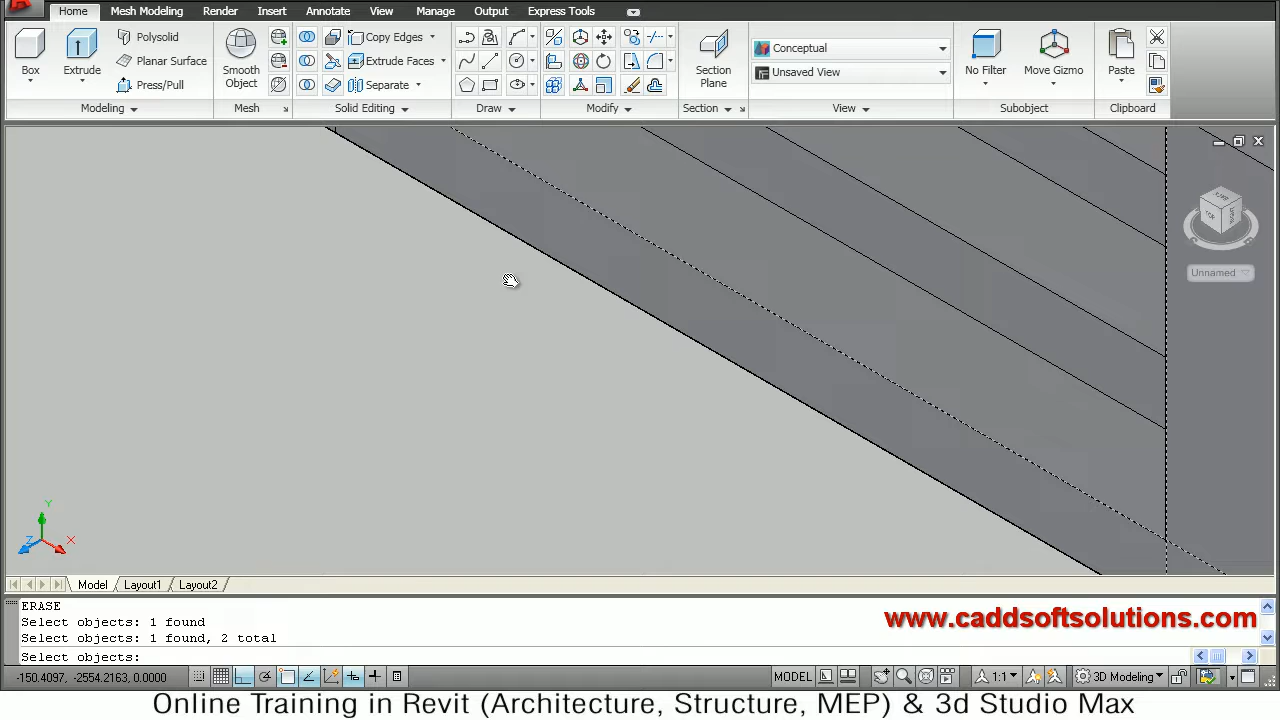 Home Mesh Modeling Render Insert Annotate View Manage Output Express Tools
Box
Extrude
Polysolid
Planar Surface
Press/Pull
Modeling
Smooth
Object
Mesh
Copy Edges
Extrude Faces
Separate
Solid Editing
Draw
Modify
Section
Plane
Section
Conceptual
Unsaved View
View
No Filter
Move Gizmo
Subobject
Paste
Clipboard
Unnamed
Y
X
Z
Model Layout1 Layout2
ERASE
Select objects: 1 found
Select objects: 1 found, 2 total
Select objects:
www.caddsoftsolutions.com
-150.4097, -2554.2163, 0.0000
MODEL
1:1
3D Modeling
Online Training in Revit (Architecture, Structure, MEP) & 3d Studio Max